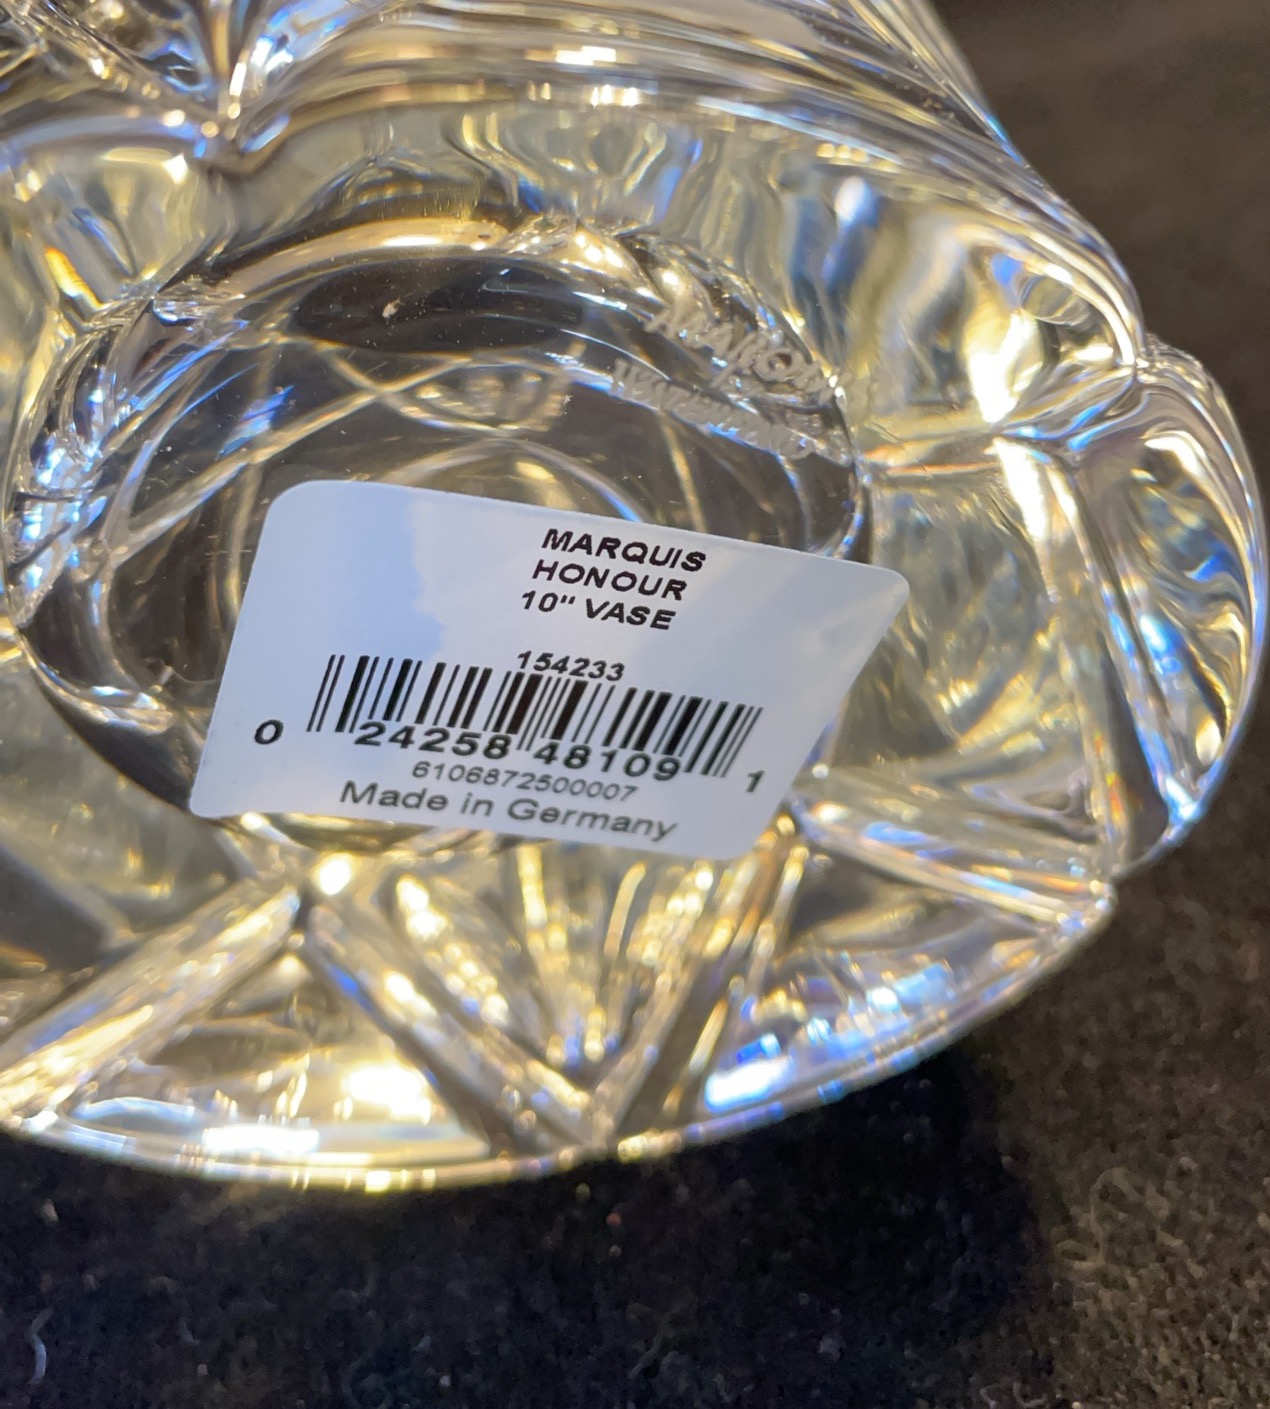 MARQUIS
HONOUR
10" VASE
154233
0 24258 48109 1
6106872500007
Made in Germany